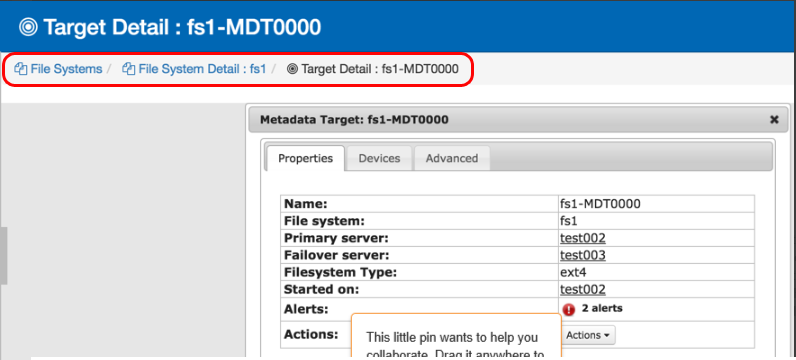 Target Detail : fs1-MDT0000
File Systems / File System Detail : fs1 / Target Detail : fs1-MDT0000
Metadata Target: fs1-MDT0000
Properties Devices Advanced
Name: fs1-MDT0000
File system: fs1
Primary server: test002
Failover server: test003
Filesystem Type: ext4
Started on: test002
Alerts: 2 alerts
Actions: Actions
This little pin wants to help you
collaborate. Drag it anywhere to